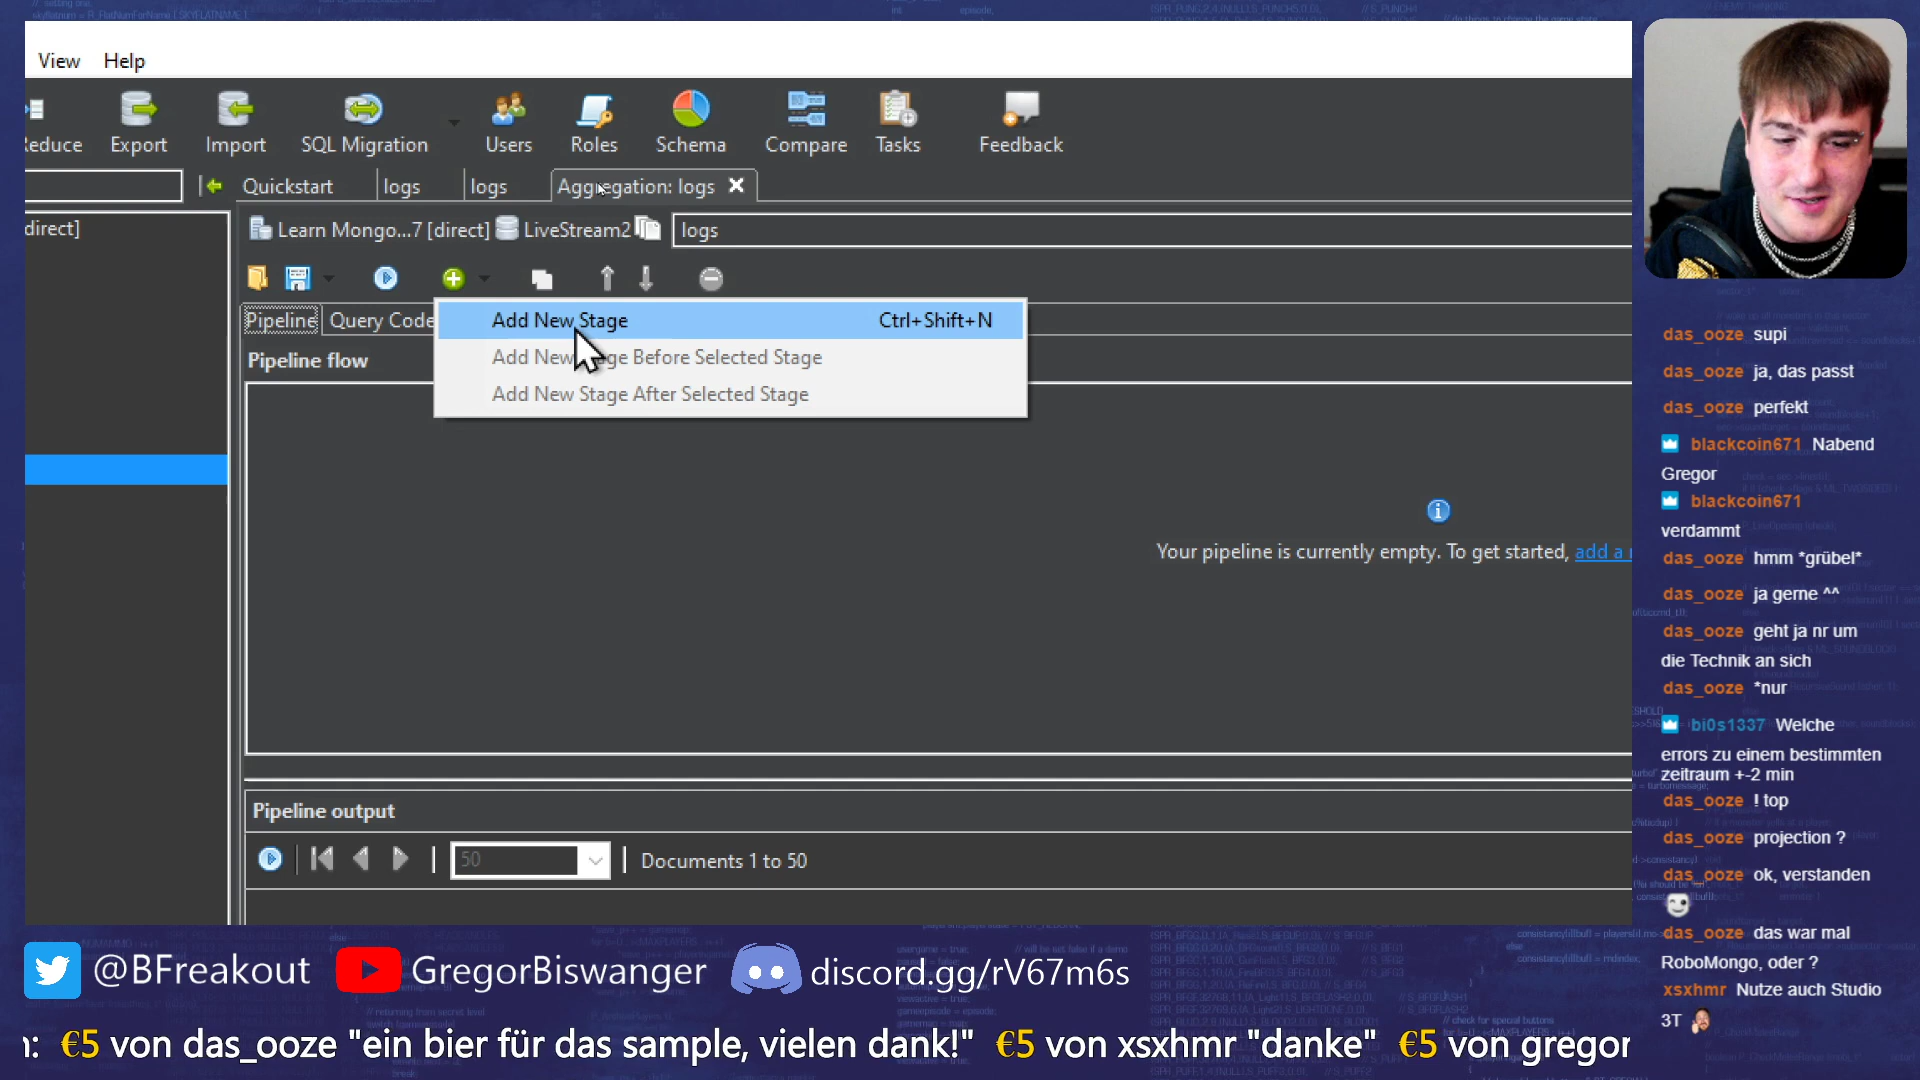 View Help
educe Export Import SQL Migration Users Roles Schema Compare Tasks Feedback
Quickstart logs logs Aggregation: logs
direct]
Learn Mongo...7 [direct] LiveStream2 logs
Pipeline Query Code
Add New Stage Ctrl+Shift+N
Add New Stage Before Selected Stage
Add New Stage After Selected Stage
Pipeline flow
Your pipeline is currently empty. To get started, add a
Pipeline output
50 Documents 1 to 50
das_ooze supi
das_ooze ja, das passt
das_ooze perfekt
blackcoin671 Nabend
Gregor
blackcoin671
verdammt
das_ooze hmm *grübel*
das_ooze ja gerne ^^
das_ooze geht ja nr um
die Technik an sich
das_ooze *nur
bi0s1337 Welche
errors zu einem bestimmten
zeitraum +-2 min
das_ooze ! top
das_ooze projection ?
das_ooze ok, verstanden
das_ooze das war mal
RoboMongo, oder ?
xsxhmr Nutze auch Studio
3T
@BFreakout GregorBiswanger discord.gg/rV67m6s
: €5 von das_ooze "ein bier für das sample, vielen dank!" €5 von xsxhmr "danke" €5 von gregor